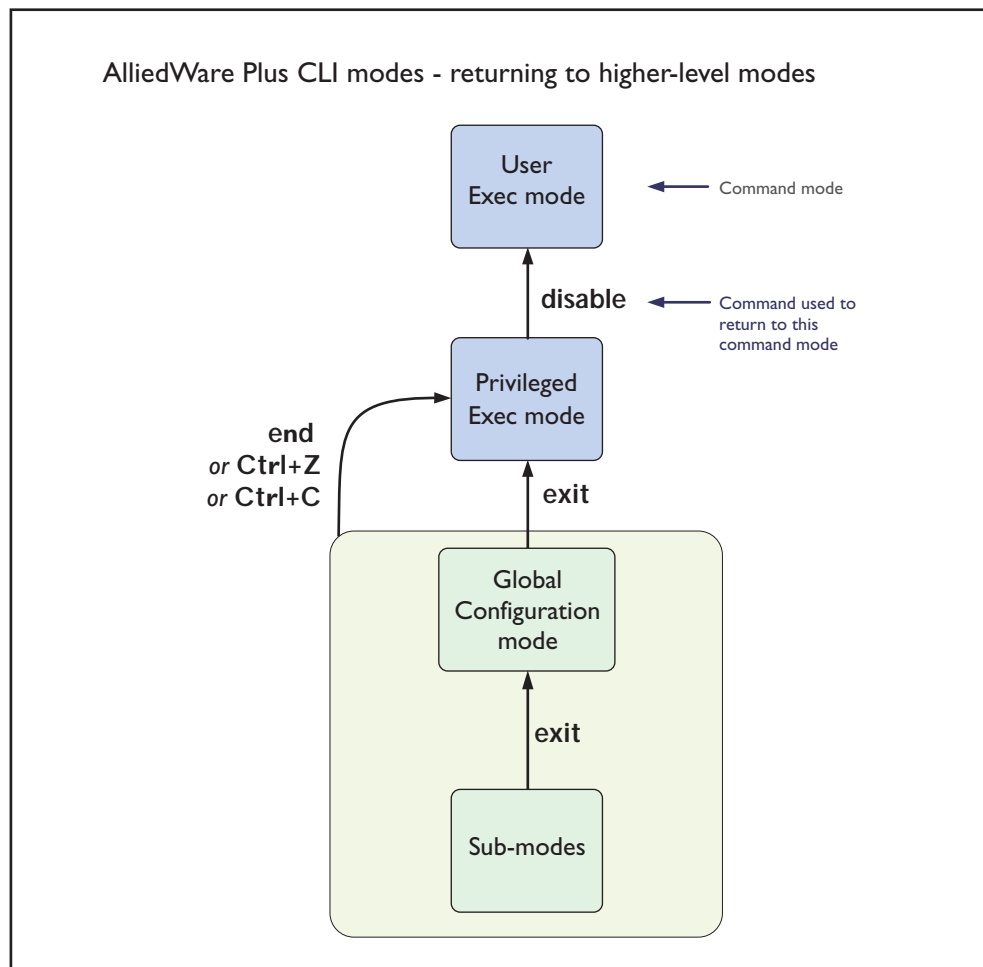 AlliedWare Plus CLI modes - returning to higher-level modes
User
Exec mode
Command mode
disable
Command used to
return to this
command mode
Privileged
Exec mode
end
or Ctrl+Z
or Ctrl+C
exit
Global
Configuration
mode
exit
Sub-modes